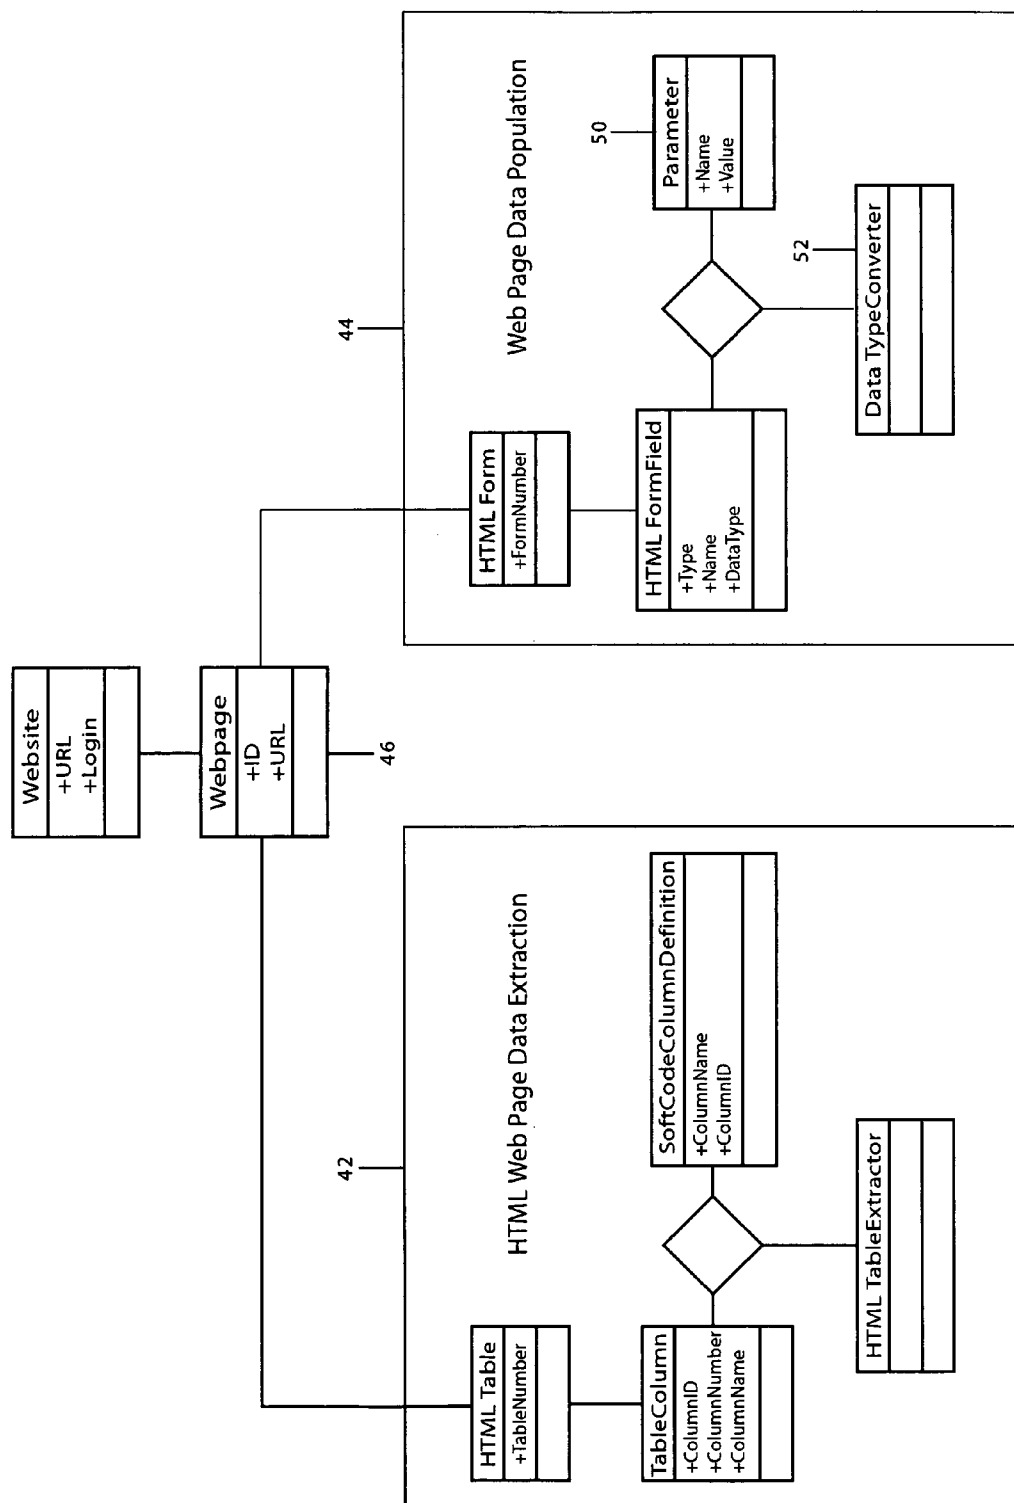 Website
+URL
+Login
Webpage
+ID
+URL
46
42
HTML Web Page Data Extraction
HTML Table
+TableNumber
TableColumn
+ColumnID
+ColumnNumber
+ColumnName
SoftCodeColumnDefinition
+ColumnName
+ColumnID
HTML TableExtractor
44
Web Page Data Population
HTML Form
+FormNumber
HTML FormField
+Type
+Name
+DataType
50
Parameter
+Name
+Value
52
Data TypeConverter